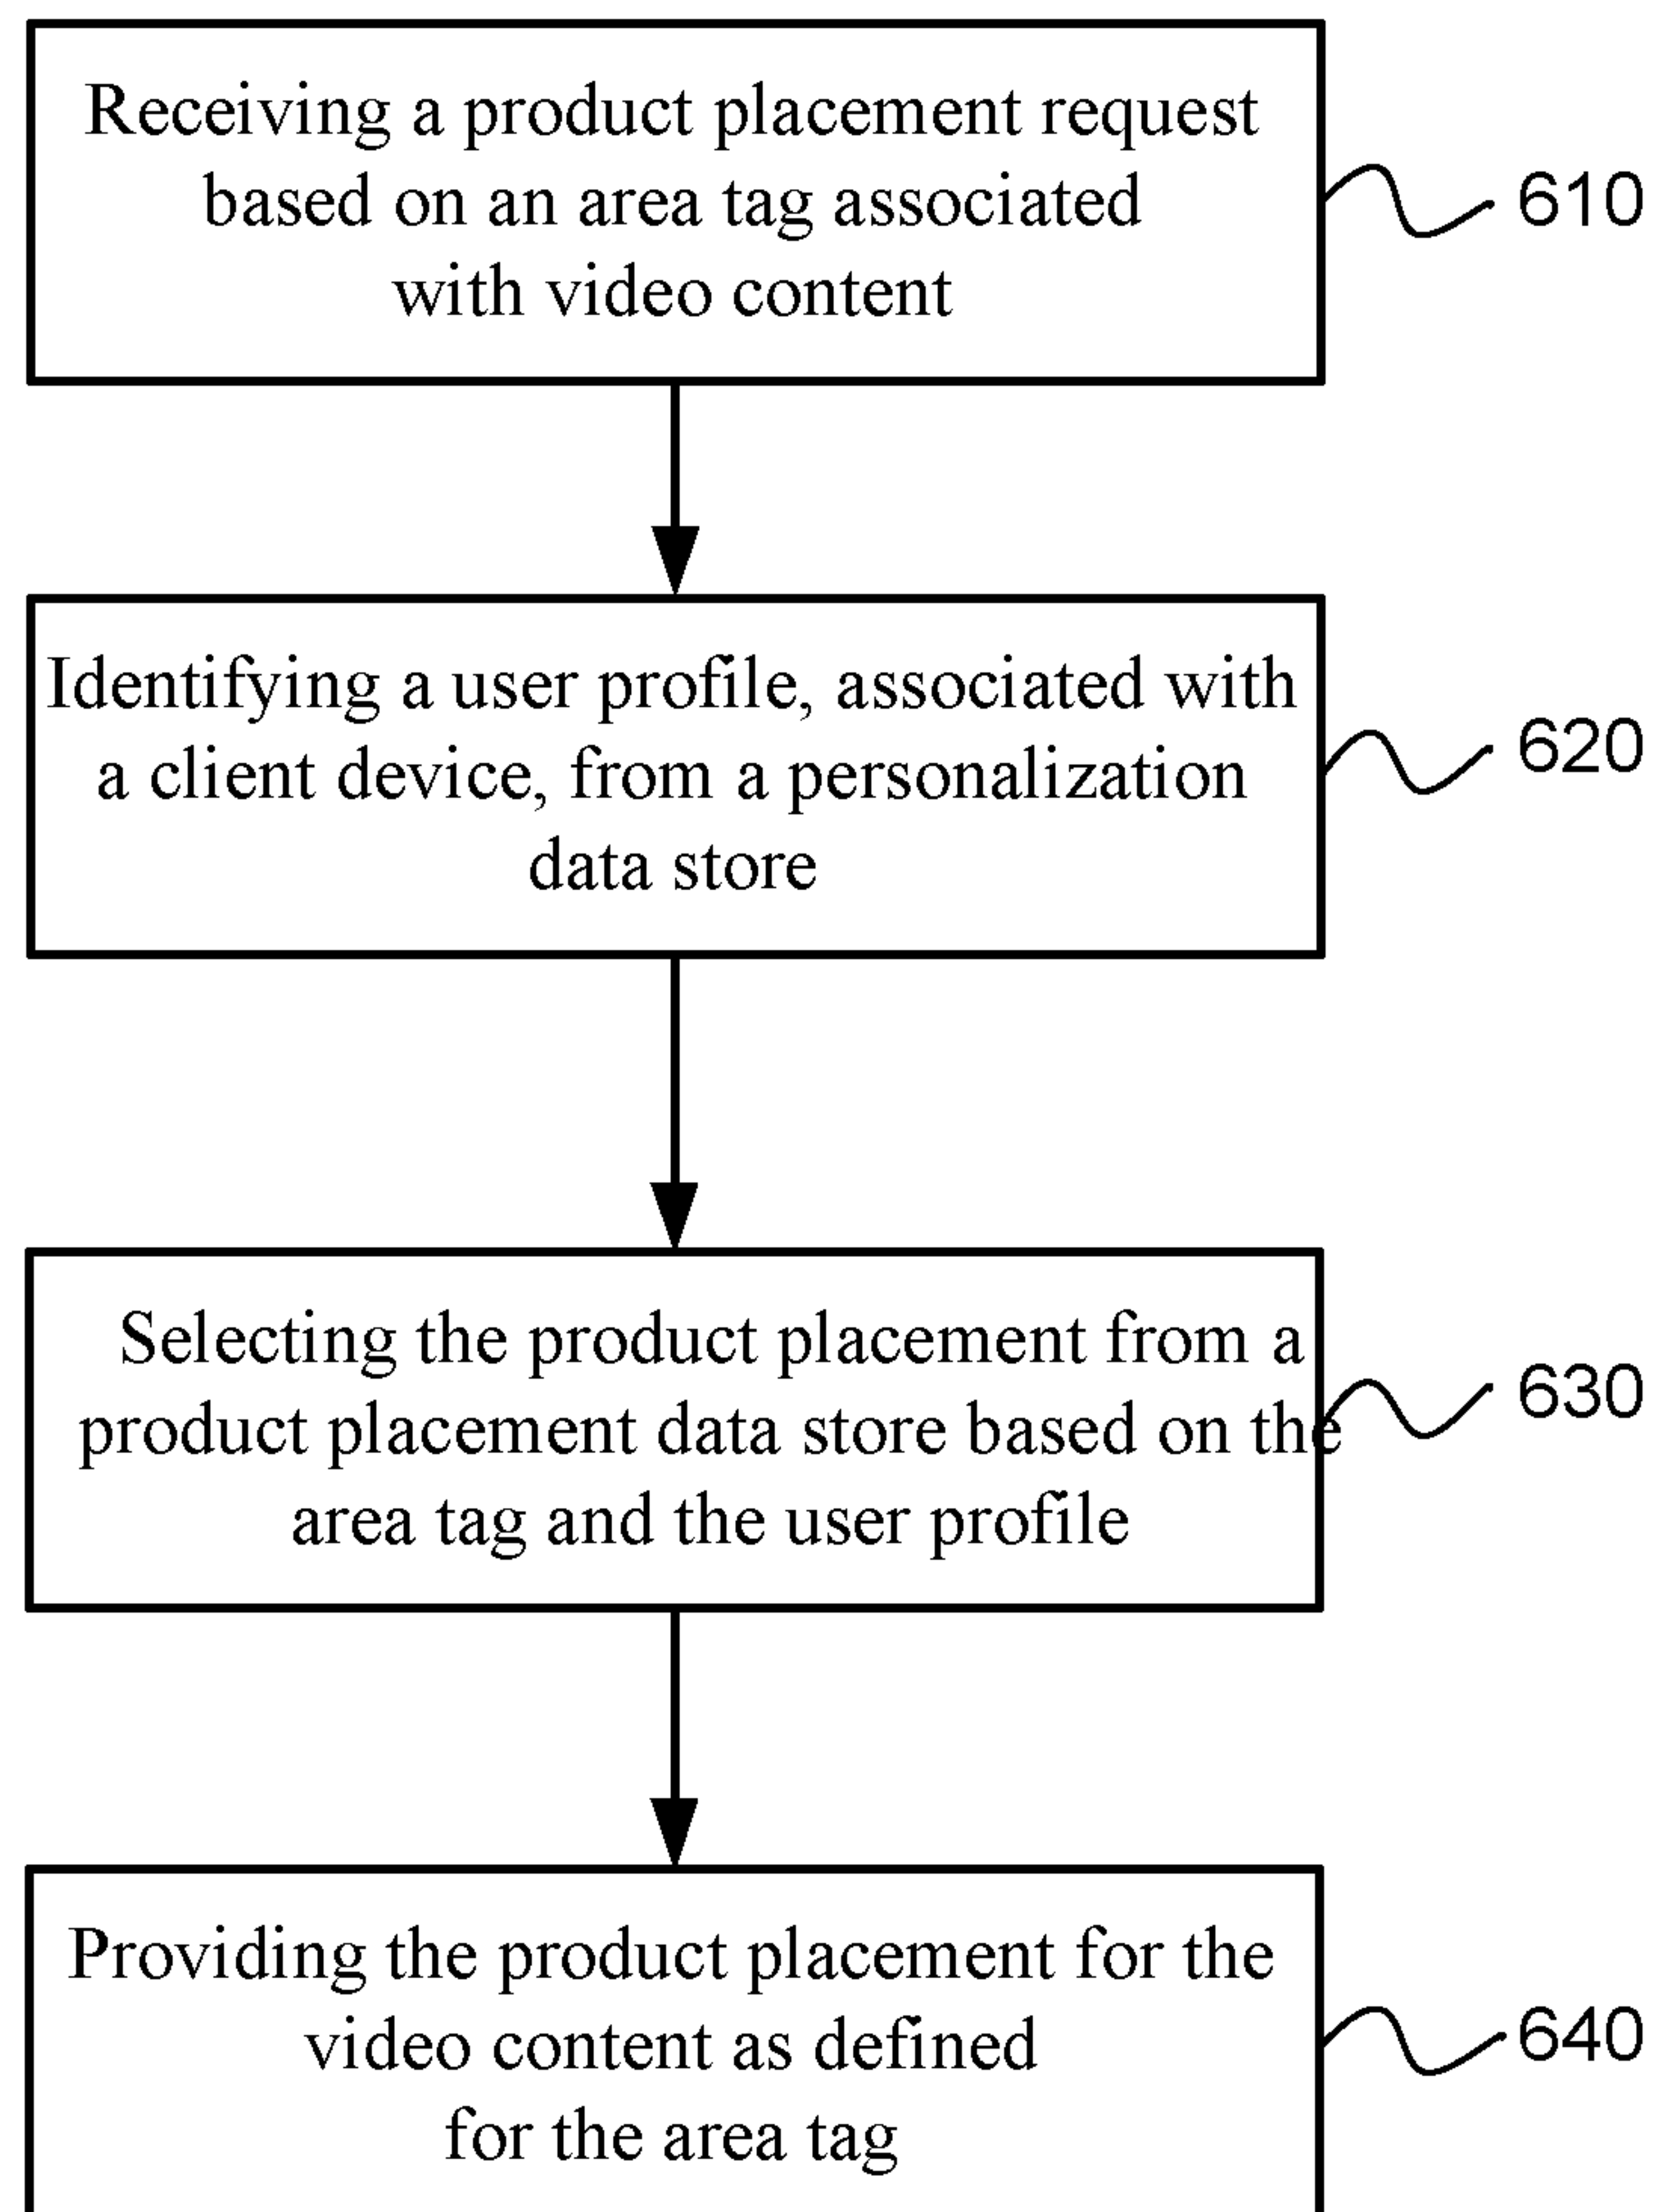 Receiving a product placement request
based on an area tag associated
with video content
610
Identifying a user profile, associated with
a client device, from a personalization
data store
620
Selecting the product placement from a
product placement data store based on the
area tag and the user profile
630
Providing the product placement for the
video content as defined
for the area tag
640